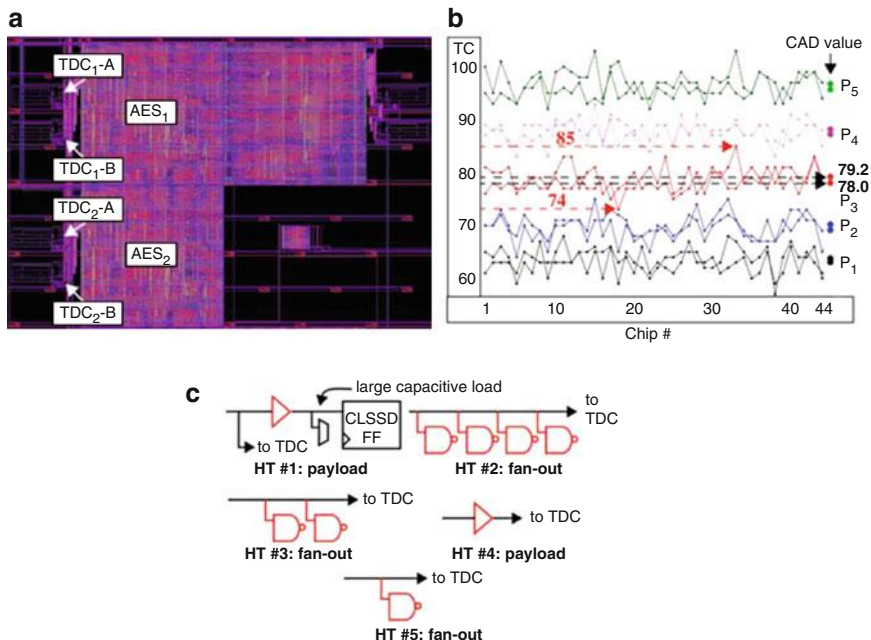 a
TDC1-A
AES1
TDC1-B
TDC2-A
AES2
TDC2-B
b
TC
CAD value
100
90
80
70
60
85
74
P5
P4
79.2
78.0
P3
P2
P1
1 10 20 30 40 44
Chip #
c
large capacitive load
to TDC
CLSSD
FF
HT #1: payload
to
TDC
HT #2: fan-out
to TDC
HT #3: fan-out
to TDC
HT #4: payload
to TDC
HT #5: fan-out